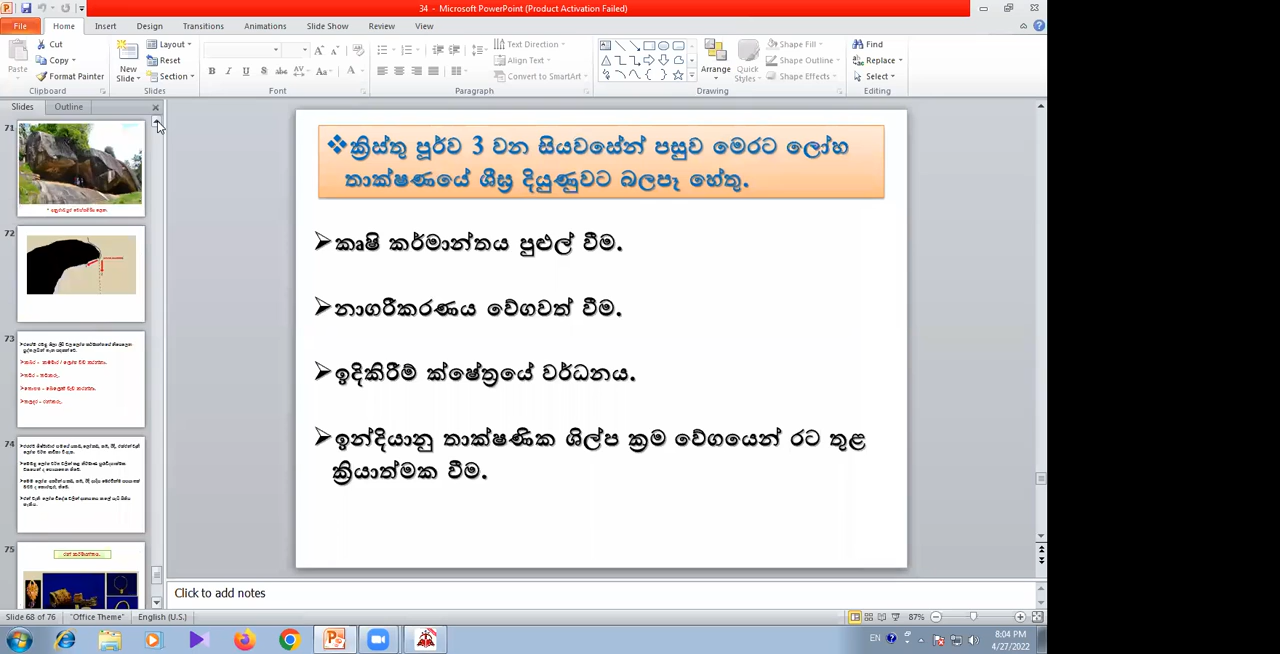 34 - Microsoft PowerPoint (Product Activation Failed)
File Home Insert Design Transitions Animations Slide Show Review View
Paste Cut Copy Format Painter Clipboard
New Slide Layout Reset Section Slides
B I U S abc AV Aa A Font
Text Direction Align Text Convert to SmartArt Paragraph
Arrange Quick Styles Shape Fill Shape Outline Shape Effects Drawing
Find Replace Select Editing
Slides Outline
71
72
73
74
75
ක්‍රිස්තු පූර්ව 3 වන සියවසේන් පසුව මෙරට ලෝහ
තාක්ෂණයේ ශීඝ්‍ර දියුණුවට බලපෑ හේතු.
කෘෂි කර්මාන්තය පුළුල් වීම.
නාගරීකරණය වේගවත් වීම.
ඉදිකිරීම් ක්ෂේත්‍රයේ වර්ධනය.
ඉන්දියානු තාක්ෂණික ශිල්ප ක්‍රම වේගයෙන් රට තුළ
ක්‍රියාත්මක වීම.
Click to add notes
Slide 68 of 76 "Office Theme" English (U.S.) 87%
EN 8:04 PM
4/27/2022